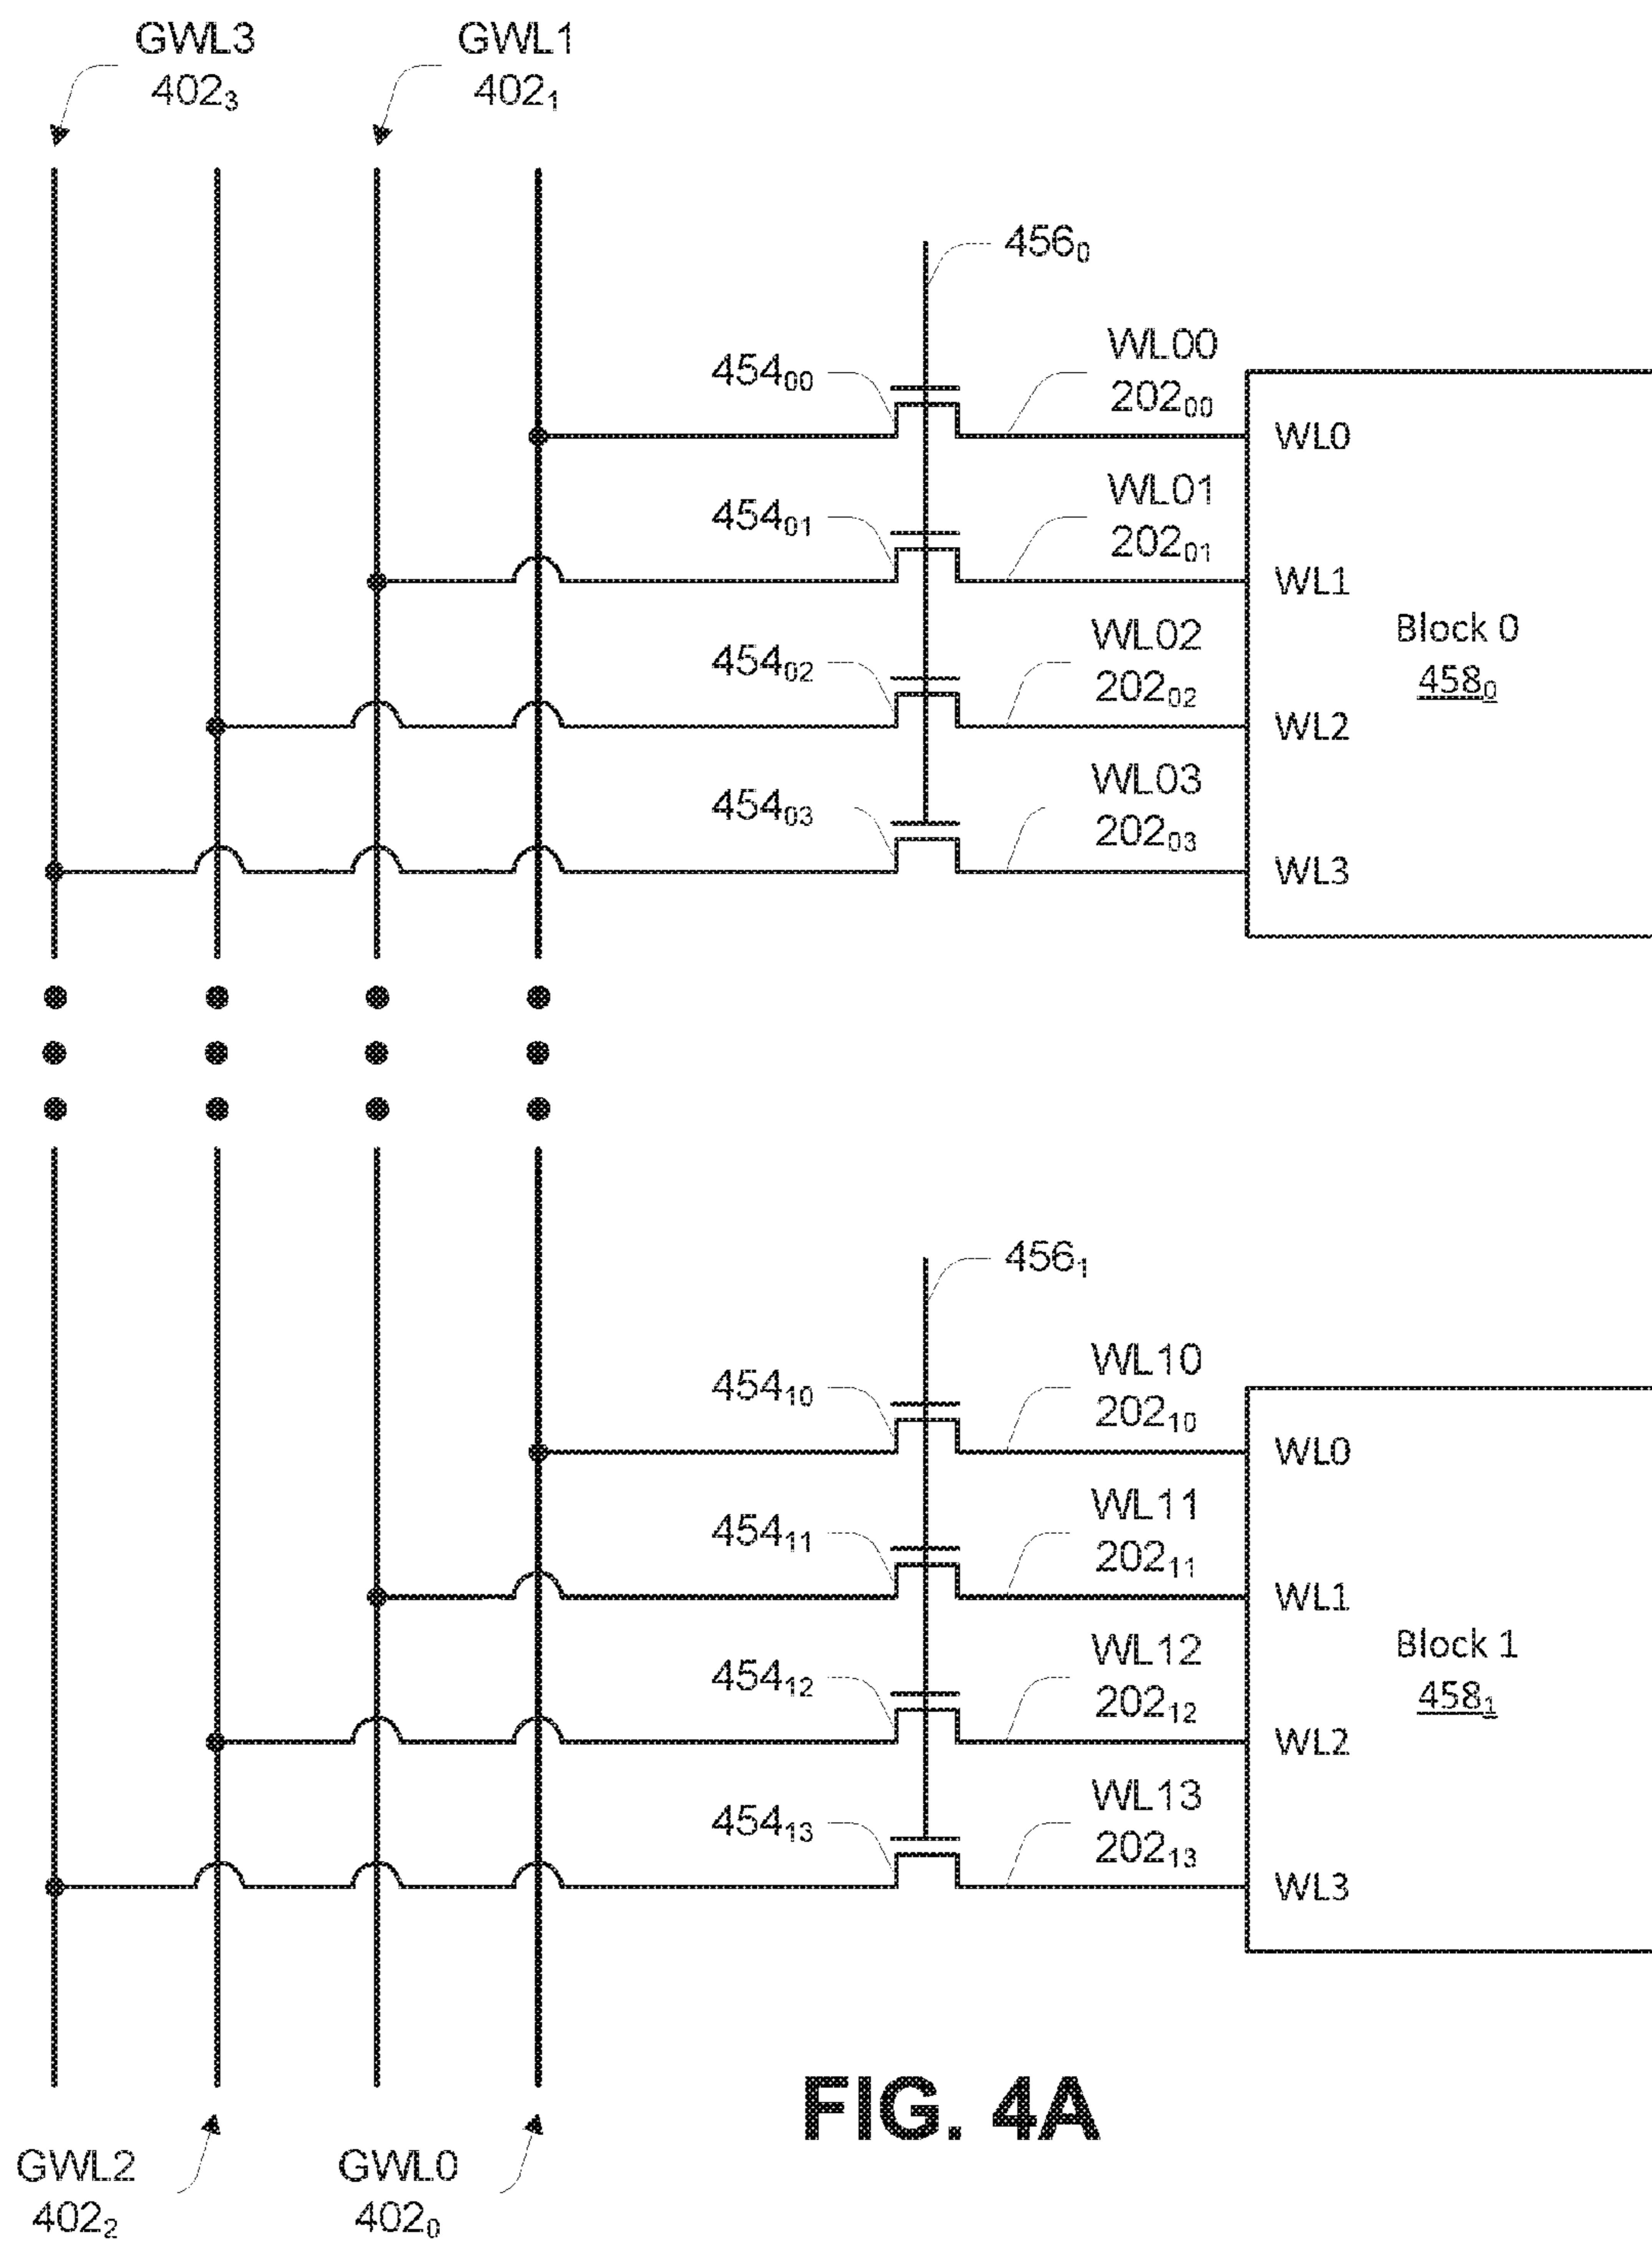 GWL3
402₃
GWL1
402₁
456₀
454₀₀
WL00
202₀₀
WL0
454₀₁
WL01
202₀₁
WL1
Block 0
458₀
454₀₂
WL02
202₀₂
WL2
454₀₃
WL03
202₀₃
WL3
456₁
454₁₀
WL10
202₁₀
WL0
454₁₁
WL11
202₁₁
WL1
Block 1
458₁
454₁₂
WL12
202₁₂
WL2
454₁₃
WL13
202₁₃
WL3
GWL2
402₂
GWL0
402₀
FIG. 4A